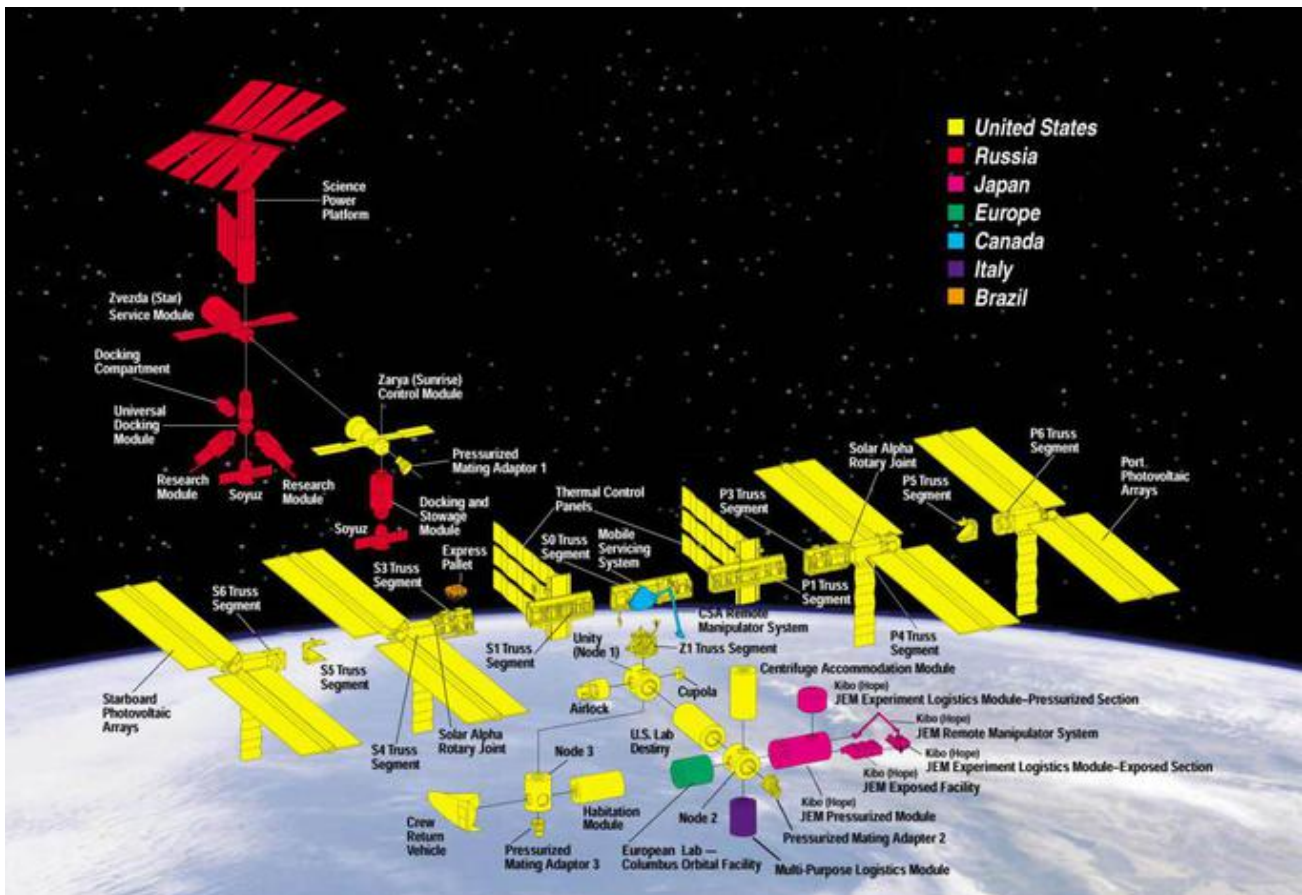 United States
Russia
Japan
Europe
Canada
Italy
Brazil
Science
Power
Platform
Zvezda (Star)
Service Module
Docking
Compartment
Universal
Docking
Module
Research
Module
Soyuz
Research
Module
Zarya (Sunrise)
Control Module
Pressurized
Mating Adaptor 1
Docking and
Stowage
Module
Soyuz
Express
Pallet
Thermal Control
Panels
S0 Truss
Segment
Mobile
Servicing
System
P3 Truss
Segment
Solar Alpha
Rotary Joint
P5 Truss
Segment
P6 Truss
Segment
Port
Photovoltaic
Arrays
S6 Truss
Segment
S3 Truss
Segment
P1 Truss
Segment
CSA Remote
Manipulator System
P4 Truss
Segment
Starboard
Photovoltaic
Arrays
S5 Truss
Segment
S4 Truss
Segment
Solar Alpha
Rotary Joint
S1 Truss
Segment
Unity
(Node 1)
Z1 Truss Segment
Airlock
Cupola
Centrifuge Accommodation Module
U.S. Lab
Destiny
Kibo (Hope)
JEM Experiment Logistics Module–Pressurized Section
Kibo (Hope)
JEM Remote Manipulator System
Kibo (Hope)
JEM Experiment Logistics Module–Exposed Section
Kibo (Hope)
JEM Exposed Facility
Kibo (Hope)
JEM Pressurized Module
Node 3
Habitation
Module
Crew
Return
Vehicle
Pressurized
Mating Adaptor 3
Node 2
European Lab —
Columbus Orbital Facility
Pressurized Mating Adapter 2
Multi-Purpose Logistics Module